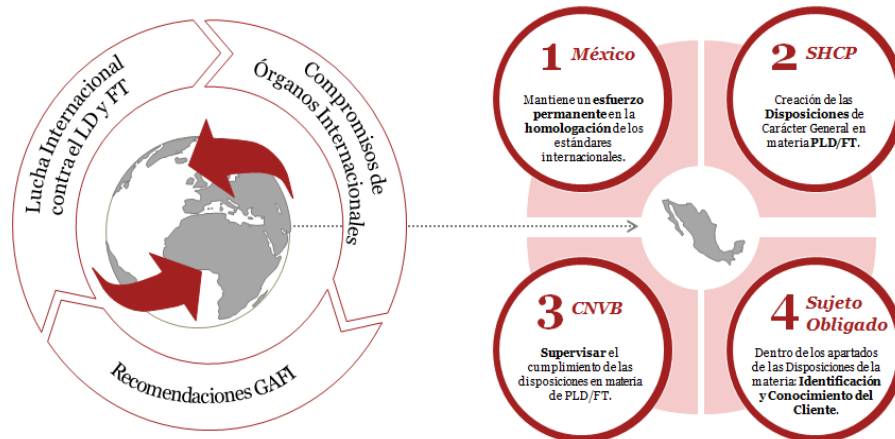 Lucha Internacional
contra el LD y FT
Compromisos de
Órganos Internacionales
Recomendaciones GAFI
1 México
Mantiene un esfuerzo
permanente en la
homologación de los
estándares
internacionales.
2 SHCP
Creación de las
Disposiciones de
Carácter General en
materia PLD/FT.
3 CNVB
Supervisar el
cumplimiento de las
disposiciones en materia
de PLD/FT.
4 Sujeto
Obligado
Dentro de los apartados
de las Disposiciones de la
materia: Identificación
y Conocimiento del
Cliente.